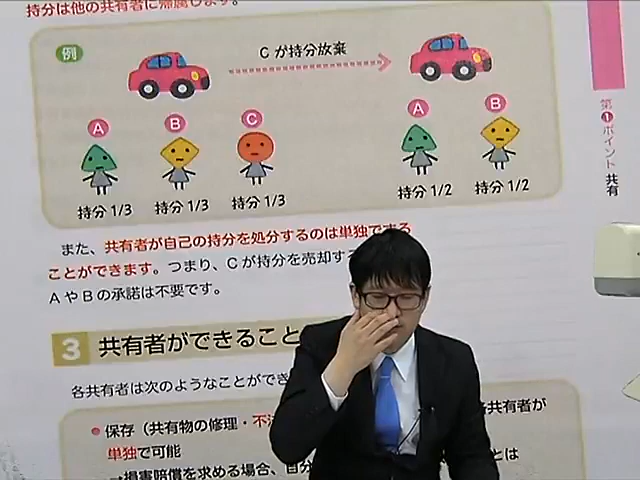 持分は他の共有者に帰属します。
例
Cが持分放棄
A
B
C
A
B
持分1/3
持分1/3
持分1/3
持分1/2
持分1/2
第1ポイント 共有
また、共有者が自己の持分を処分するのは単独でする
ことができます。つまり、Cが持分を売却す
AやBの承諾は不要です。
3 共有者ができること
各共有者は次のようなことができ
●保存（共有物の修理・不法
各共有者が
単独で可能
とは
→損害賠償を求める場合、自分